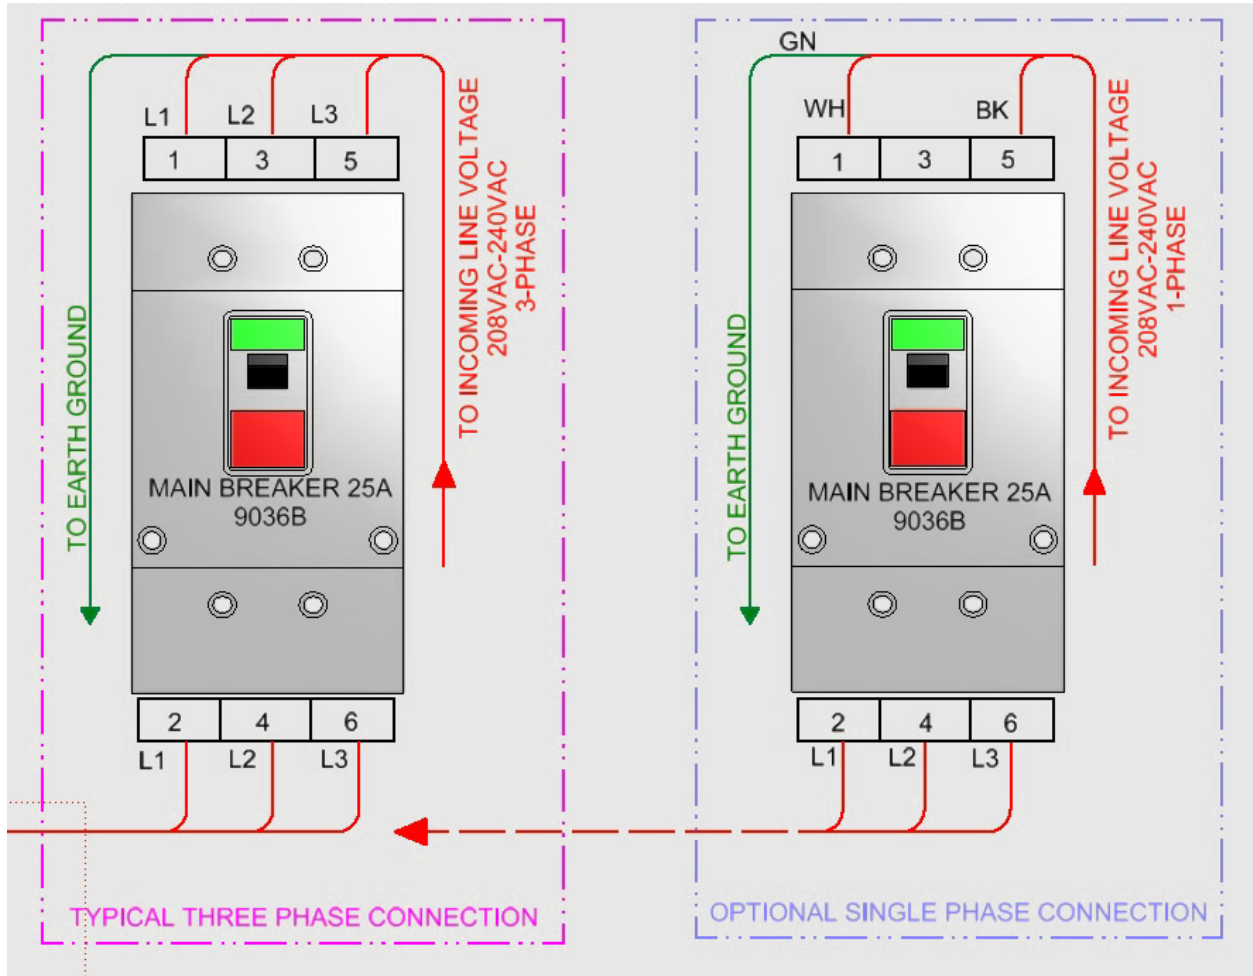 L1 L2 L3
1 3 5
TO EARTH GROUND
TO INCOMING LINE VOLTAGE
208VAC-240VAC
3-PHASE
MAIN BREAKER 25A
9036B
2 4 6
L1 L2 L3
TYPICAL THREE PHASE CONNECTION
GN
WH BK
1 3 5
TO EARTH GROUND
TO INCOMING LINE VOLTAGE
208VAC-240VAC
1-PHASE
MAIN BREAKER 25A
9036B
2 4 6
L1 L2 L3
OPTIONAL SINGLE PHASE CONNECTION